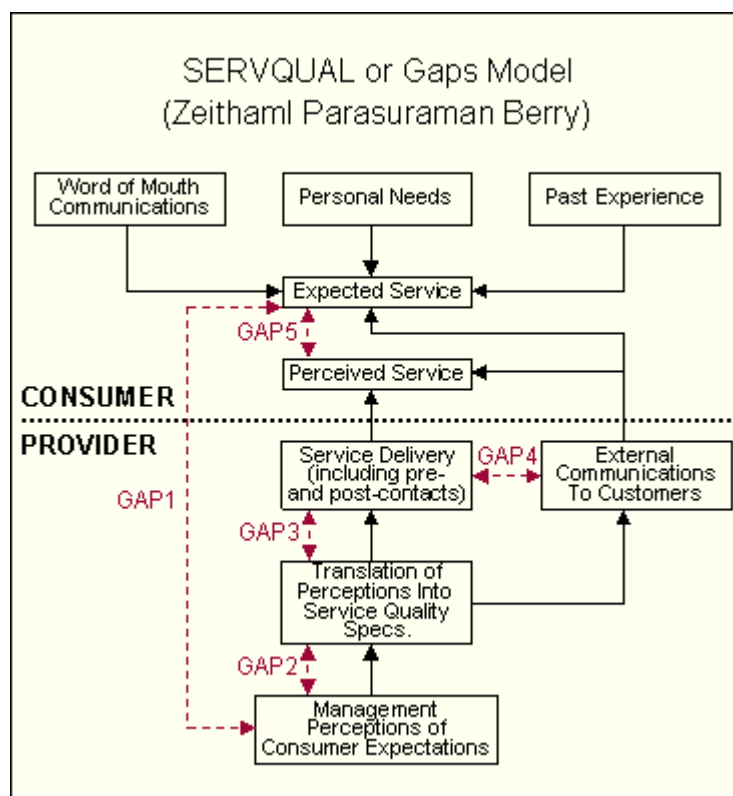 SERVQUAL or Gaps Model
(Zeithaml Parasuraman Berry)
Word of Mouth
Communications
Personal Needs
Past Experience
Expected Service
GAP5
Perceived Service
CONSUMER
PROVIDER
Service Delivery
(including pre-
and post-contacts)
GAP4
External
Communications
To Customers
GAP1
GAP3
Translation of
Perceptions Into
Service Quality
Specs.
GAP2
Management
Perceptions of
Consumer Expectations